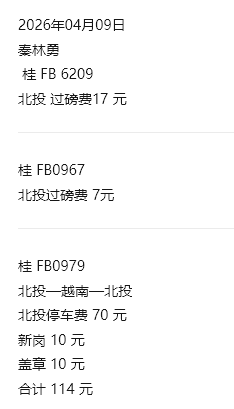 2026年04月09日
秦林勇
桂 FB 6209
北投 过磅费17 元
桂 FB0967
北投过磅费 7元
桂 FB0979
北投—越南—北投
北投停车费 70 元
新岗 10 元
盖章 10 元
合计 114 元